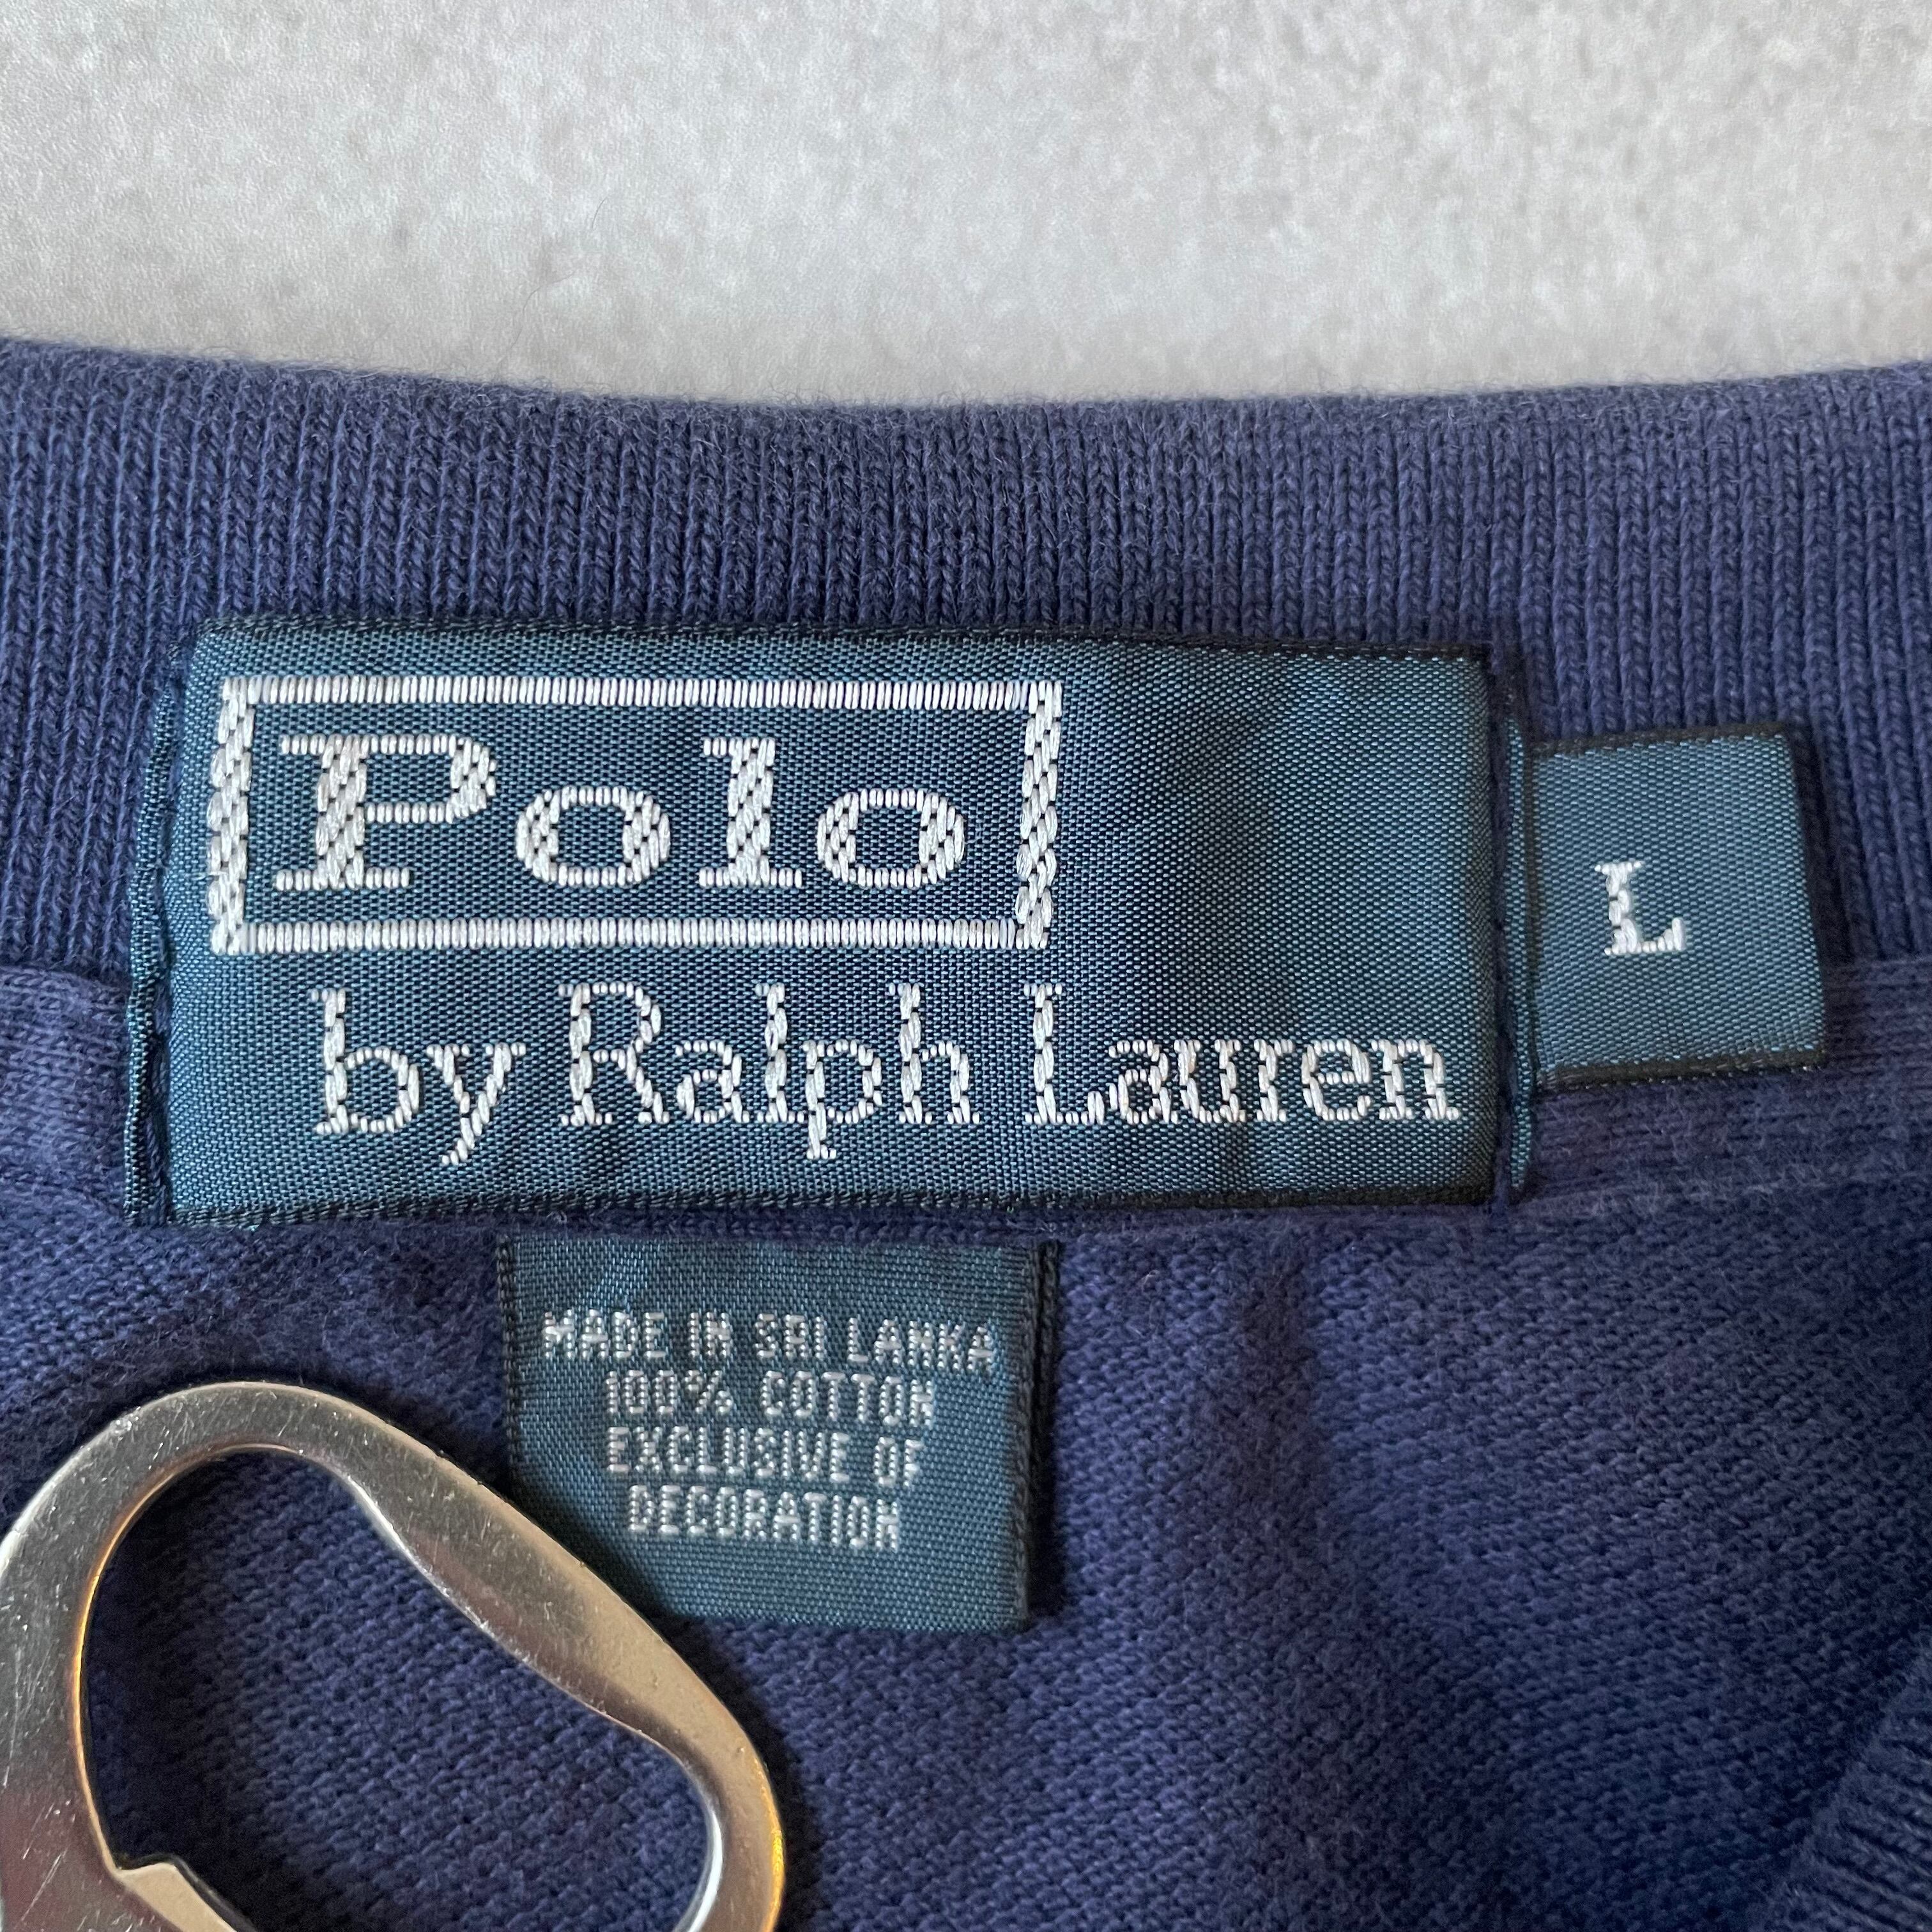 Polo
by Ralph Lauren
L
MADE IN SRI LANKA
100% COTTON
EXCLUSIVE OF
DECORATION